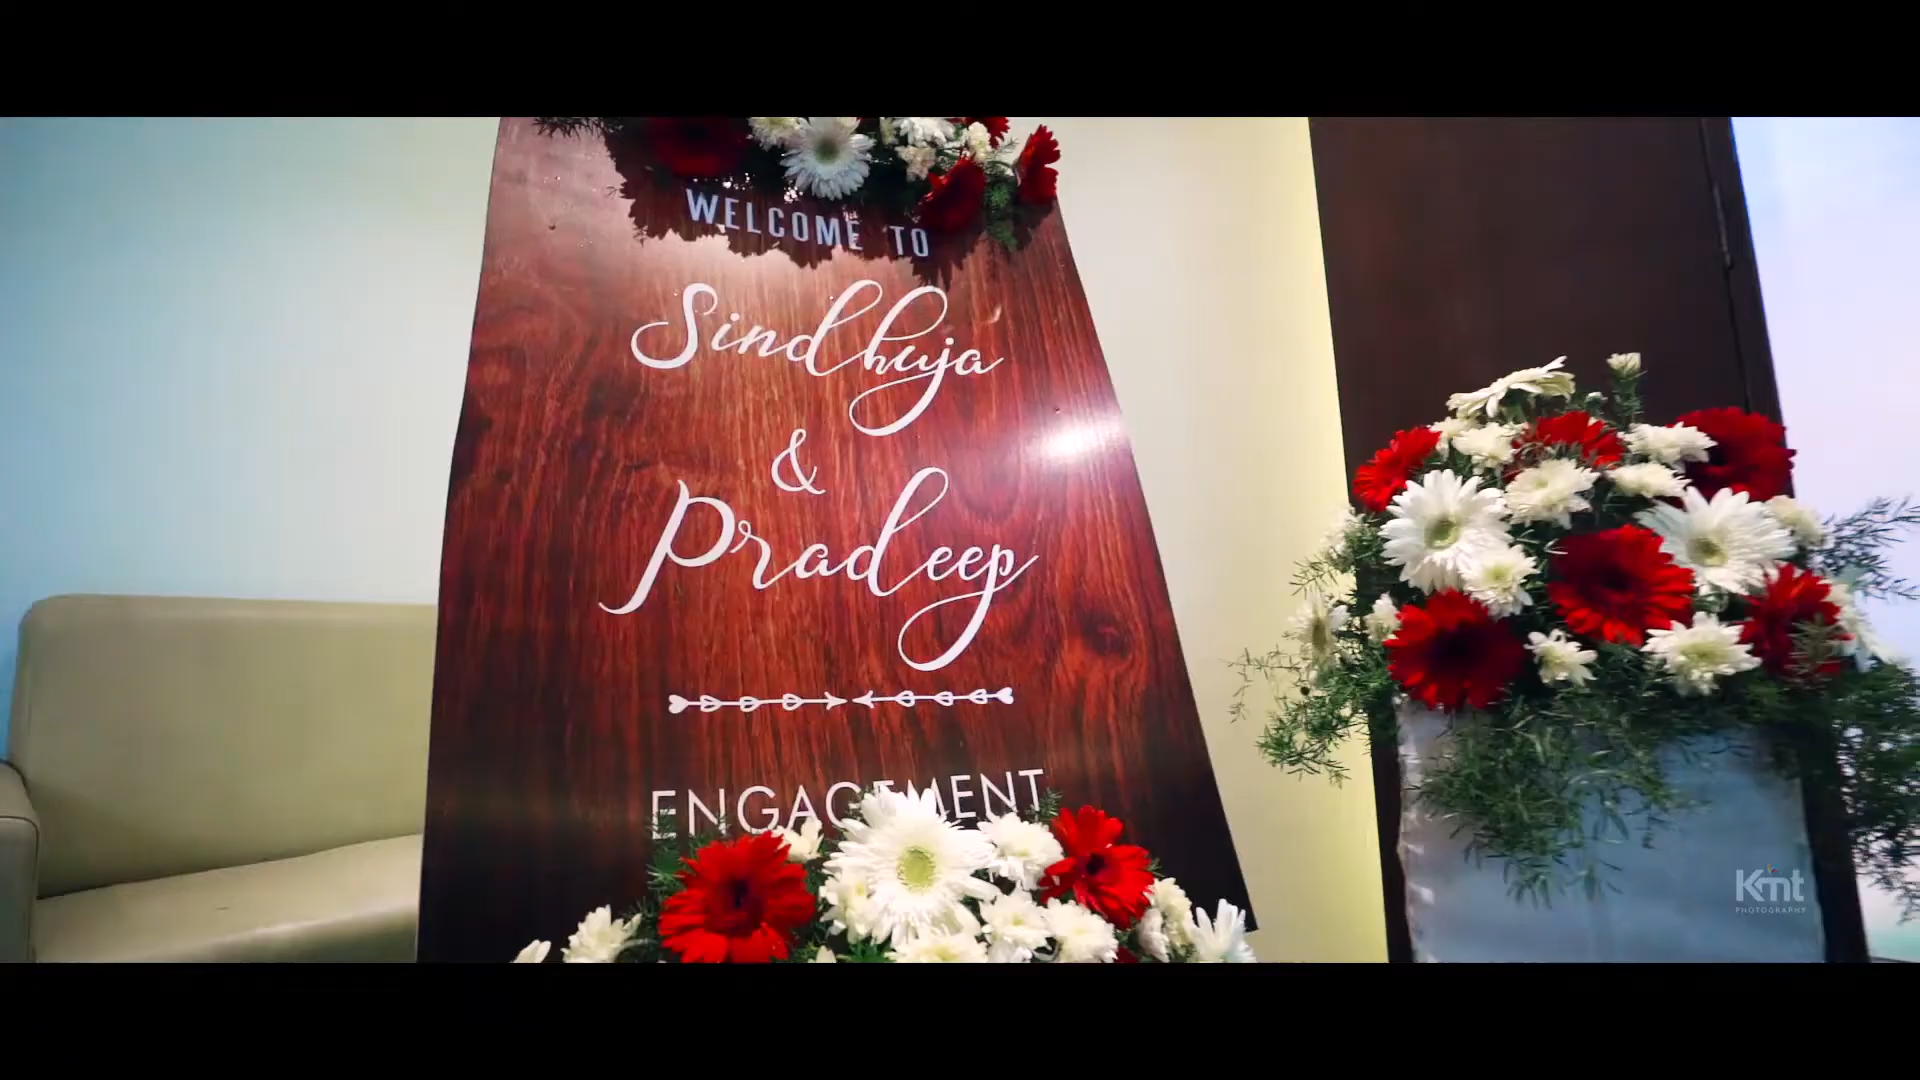 WELCOME TO
Sindhuja
&
Pradeep
ENGAGEMENT
Kmt
PHOTOGRAPHY